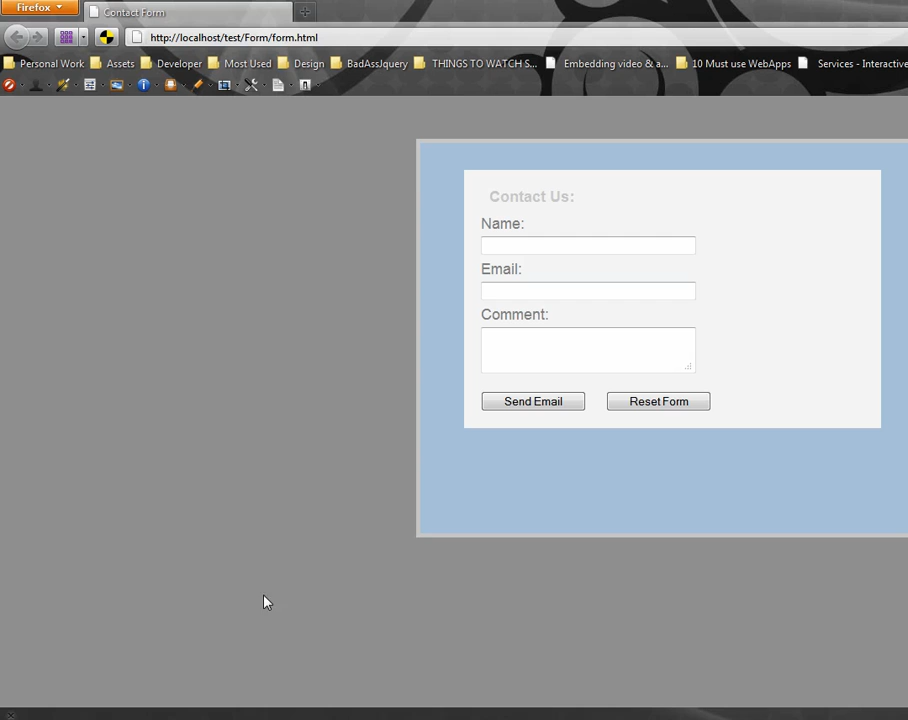 Firefox
Contact Form
http://localhost/test/Form/form.html
Personal Work Assets Developer Most Used Design BadAssJquery THINGS TO WATCH S... Embedding video & a... 10 Must use WebApps Services - Interactive
Contact Us:
Name:
Email:
Comment:
Send Email Reset Form